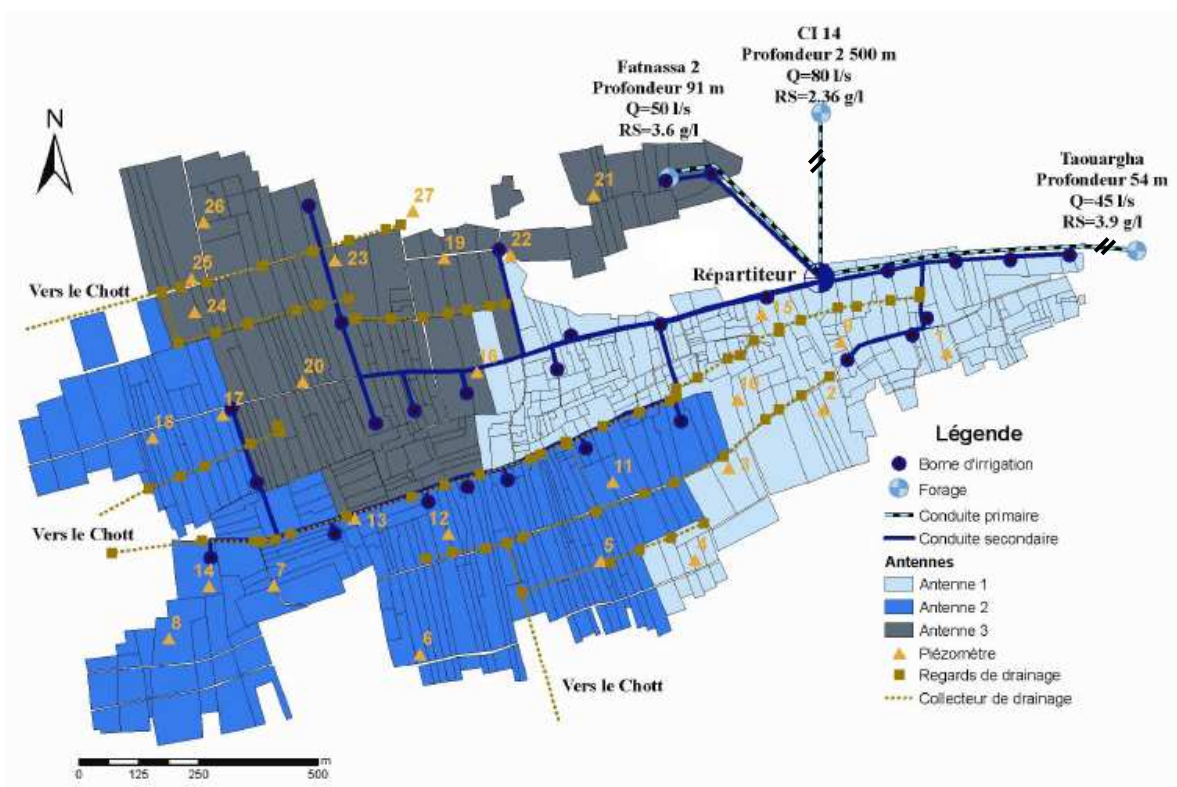 CI 14
Profondeur 2 500 m
Q=80 l/s
RS=2.36 g/l
Fatnassa 2
Profondeur 91 m
Q=50 l/s
RS=3.6 g/l
Taouargha
Profondeur 54 m
Q=45 l/s
RS=3.9 g/l
N
21
27
26
19
22
23
25
24
Vers le Chott
Répartiteur
15
9
1
16
20
10
2
17
18
3
11
13
12
Vers le Chott
5
4
14
7
8
6
Vers le Chott
Légende
Borne d'irrigation
Forage
Conduite primaire
Conduite secondaire
Antennes
Antenne 1
Antenne 2
Antenne 3
Piézomètre
Regards de drainage
Collecteur de drainage
m
0 125 250 500